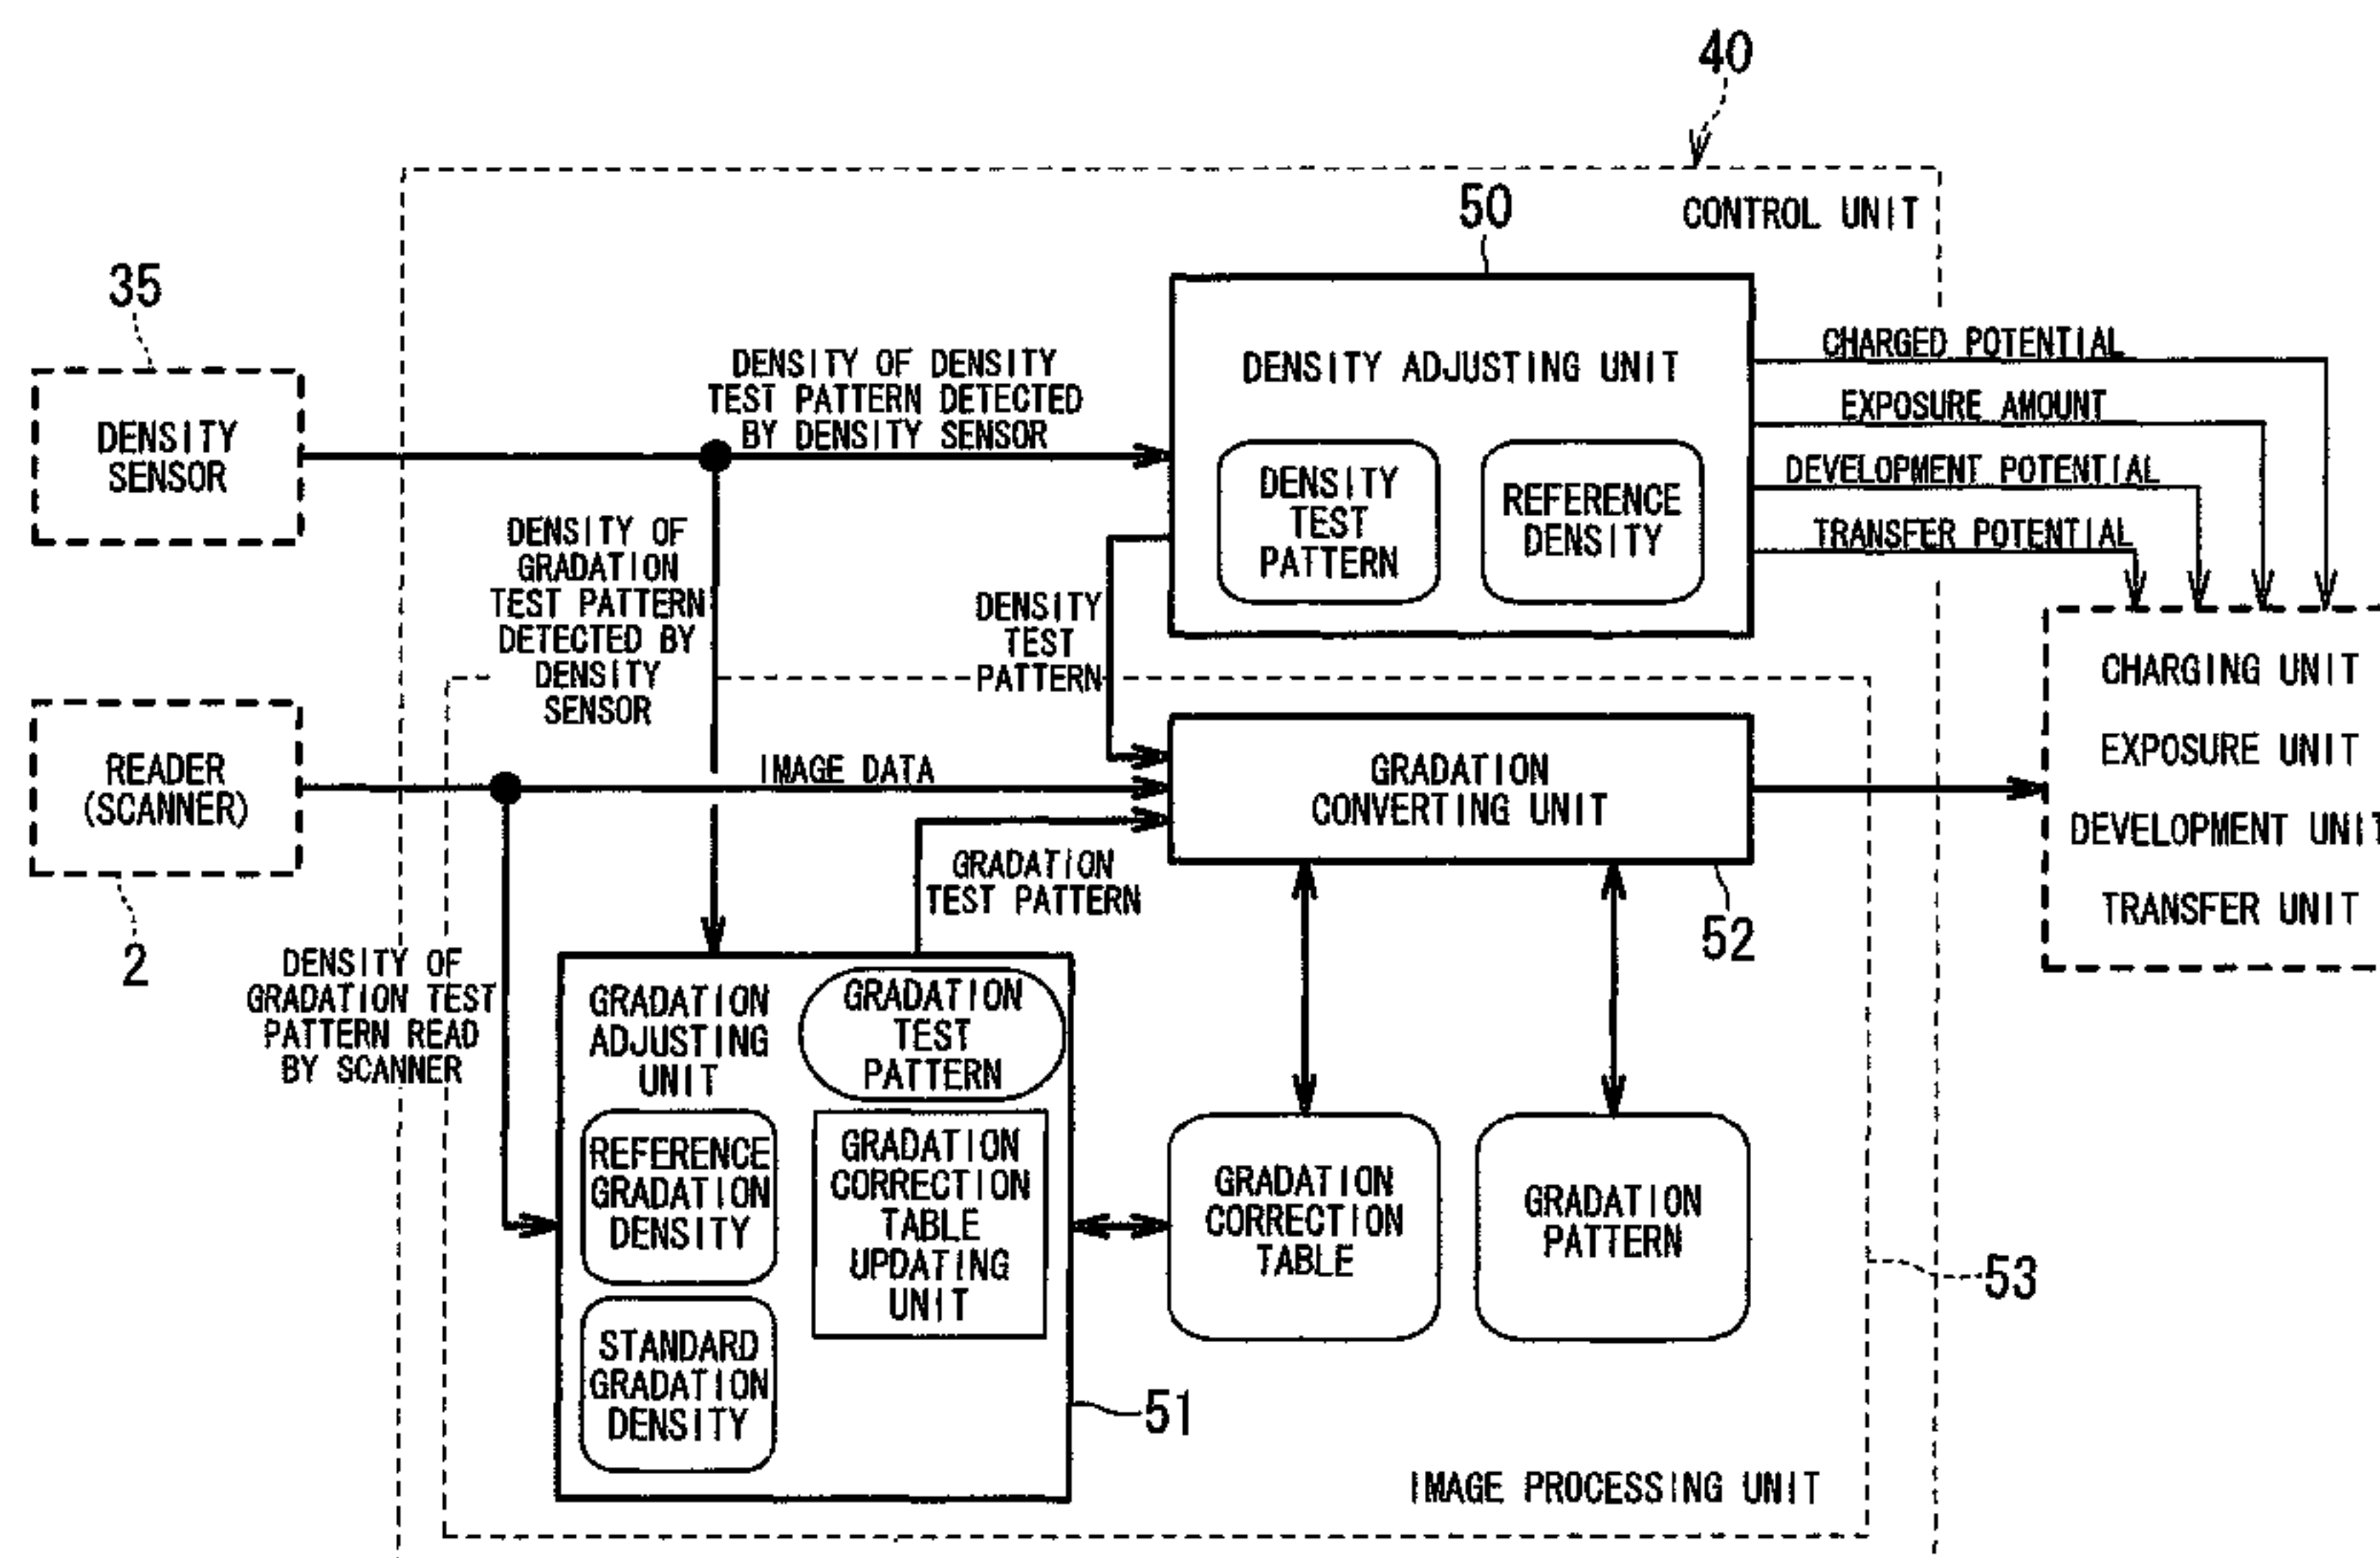 40
CONTROL UNIT
50
35
DENSITY
SENSOR
DENSITY OF DENSITY
TEST PATTERN DETECTED
BY DENSITY SENSOR
DENSITY ADJUSTING UNIT
DENSITY
TEST
PATTERN
REFERENCE
DENSITY
CHARGED POTENTIAL
EXPOSURE AMOUNT
DEVELOPMENT POTENTIAL
TRANSFER POTENTIAL
DENSITY OF
GRADATION
TEST PATTERN
DETECTED BY
DENSITY
SENSOR
DENSITY
TEST
PATTERN
READER
(SCANNER)
2
IMAGE DATA
GRADATION
CONVERTING UNIT
52
CHARGING UNIT
EXPOSURE UNIT
DEVELOPMENT UNIT
TRANSFER UNIT
GRADATION
TEST PATTERN
DENSITY OF
GRADATION TEST
PATTERN READ
BY SCANNER
GRADATION
ADJUSTING
UNIT
GRADATION
TEST
PATTERN
REFERENCE
GRADATION
DENSITY
GRADATION
CORRECTION
TABLE
UPDATING
UNIT
STANDARD
GRADATION
DENSITY
51
GRADATION
CORRECTION
TABLE
GRADATION
PATTERN
53
IMAGE PROCESSING UNIT